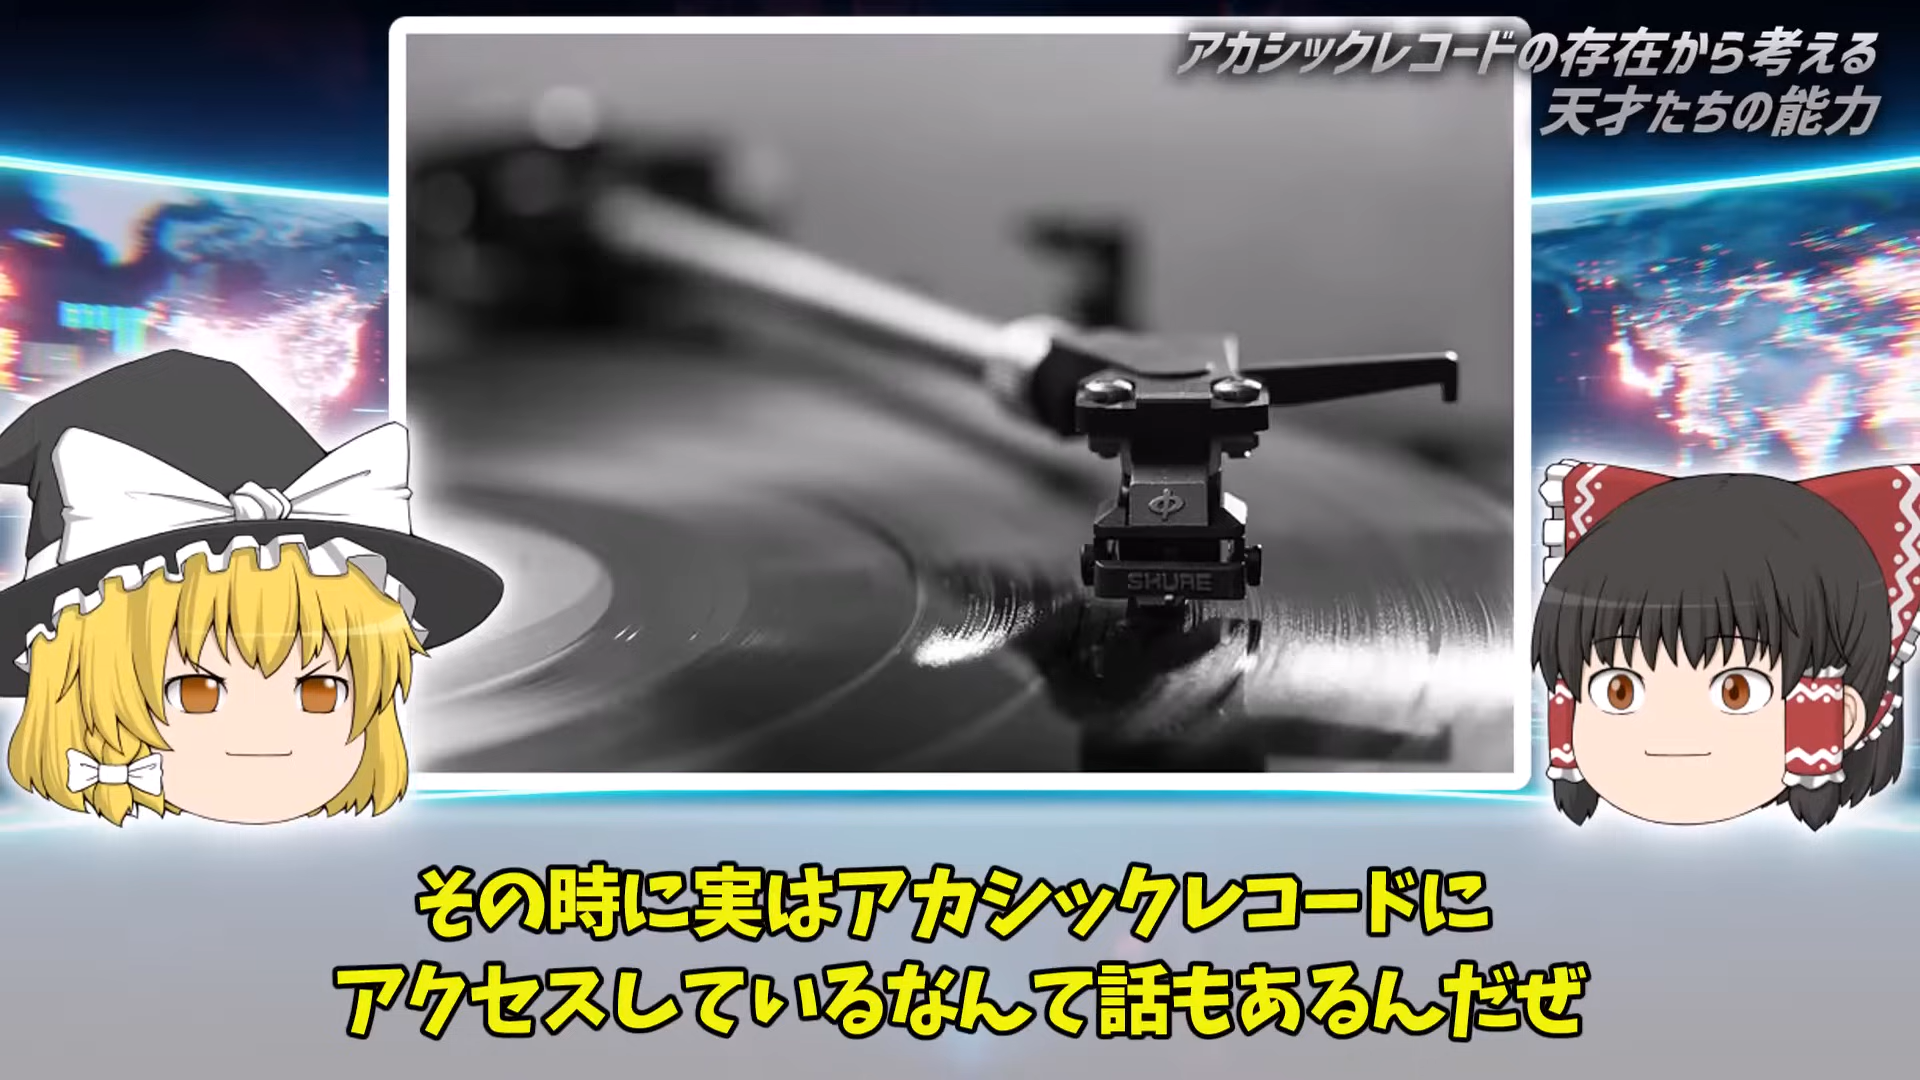 アカシックレコードの存在から考える
天才たちの能力
SHURE
その時に実はアカシックレコードに
アクセスしているなんて話もあるんだぜ